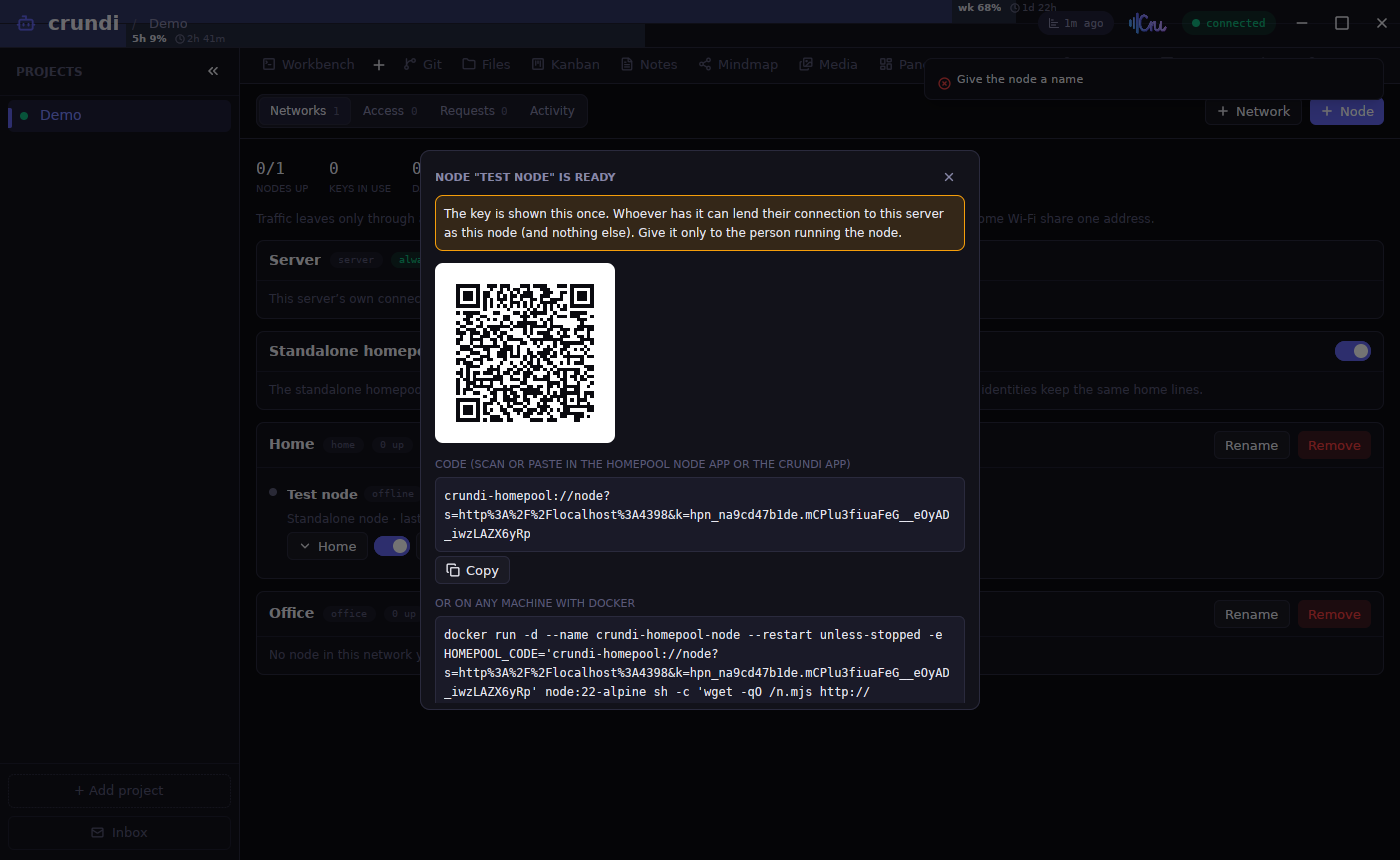 wk 68% 1d 22h
crundi / Demo
5h 9% 2h 41m
1m ago
Cru
connected
PROJECTS
Workbench
Git
Files
Kanban
Notes
Mindmap
Media
Give the node a name
Demo
Networks 1
Access 0
Requests 0
Activity
+ Network
+ Node
0/1
NODES UP
0
KEYS IN USE
NODE "TEST NODE" IS READY
The key is shown this once. Whoever has it can lend their connection to this server
as this node (and nothing else). Give it only to the person running the node.
Traffic leaves only through
Wi-Fi share one address.
Server server
This server's own
Standalone
The standalone
identities keep the same home lines.
Home home 0 up
Rename
Remove
CODE (SCAN OR PASTE IN THE HOMEPOOL NODE APP OR THE CRUNDI APP)
Test node offline
crundi-homepool://node?
s=http%3A%2F%2Flocalhost%3A4398&k=hpn_na9cd47b1de.mCPlu3fiuaFeG__eOyAD
_iwzLAZX6yRp
Standalone node
Home
Copy
Office office 0 up
Rename
Remove
OR ON ANY MACHINE WITH DOCKER
docker run -d --name crundi-homepool-node --restart unless-stopped -e
HOMEPOOL_CODE='crundi-homepool://node?
s=http%3A%2F%2Flocalhost%3A4398&k=hpn_na9cd47b1de.mCPlu3fiuaFeG__eOyAD
_iwzLAZX6yRp' node:22-alpine sh -c 'wget -qO /n.mjs http://
No node in this network
+ Add project
Inbox